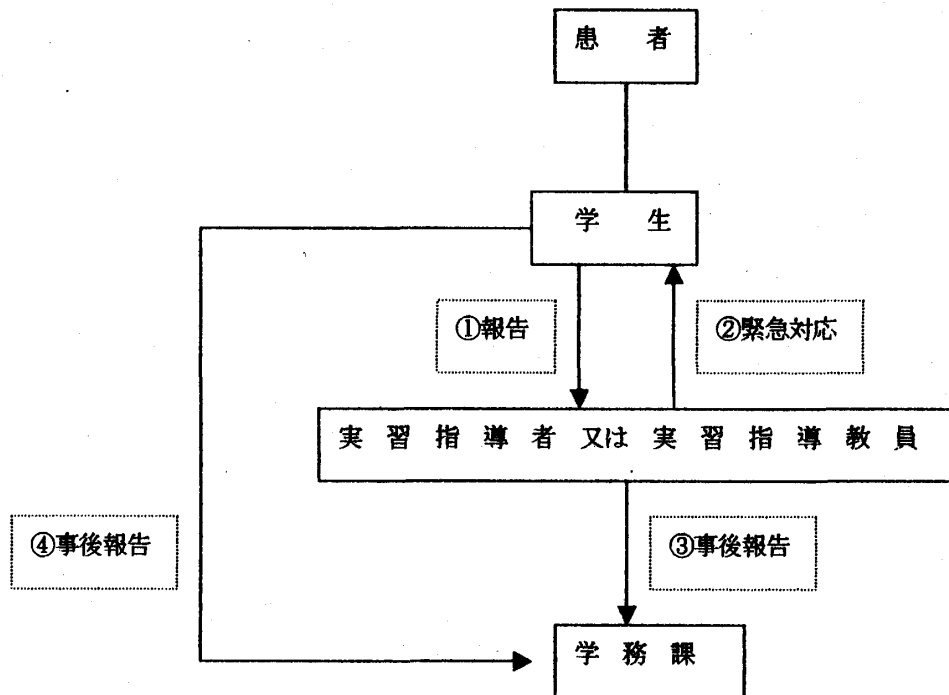 患者
学生
①報告
②緊急対応
実習指導者又は実習指導教員
④事後報告
③事後報告
学務課